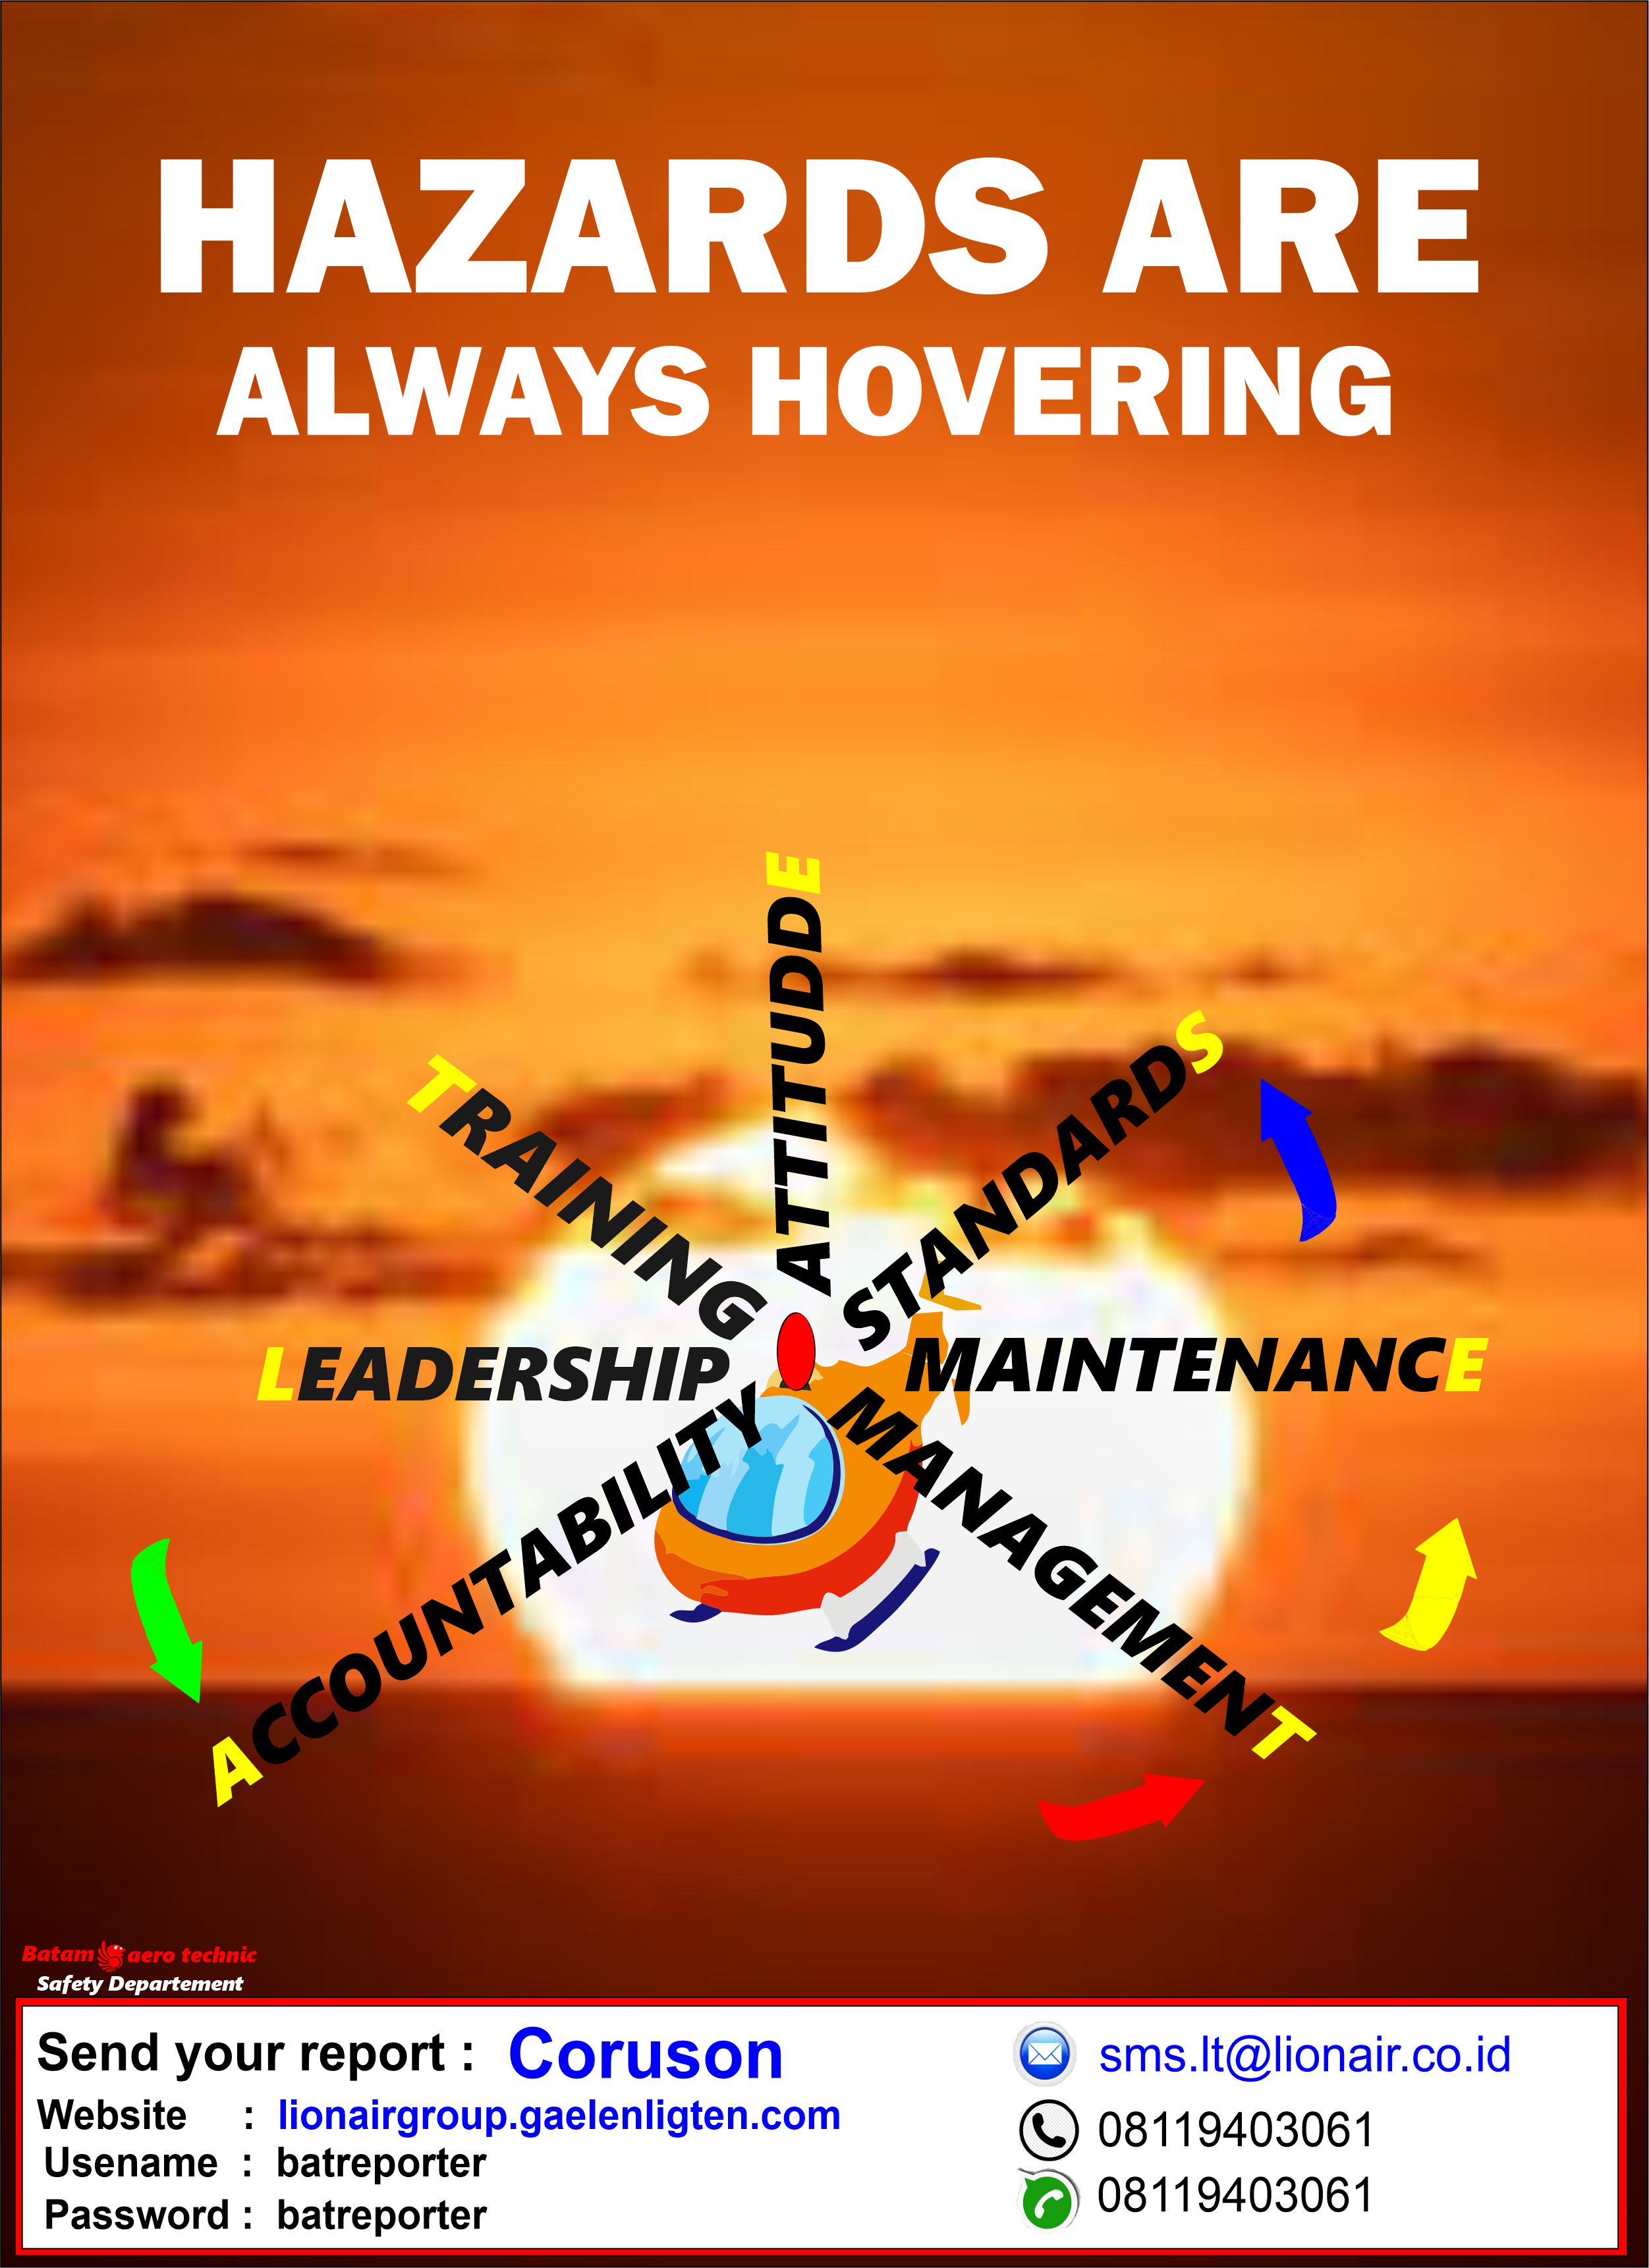 HAZARDS ARE
ALWAYS HOVERING
ATTITUDDE
TRAINING
STANDARDS
LEADERSHIP
MAINTENANCE
ACCOUNTABILITY
MANAGEMENT
Batam aero technic
Safety Departement
Send your report : Coruson
Website : lionairgroup.gaelenligten.com
Usename : batreporter
Password : batreporter
sms.lt@lionair.co.id
08119403061
08119403061